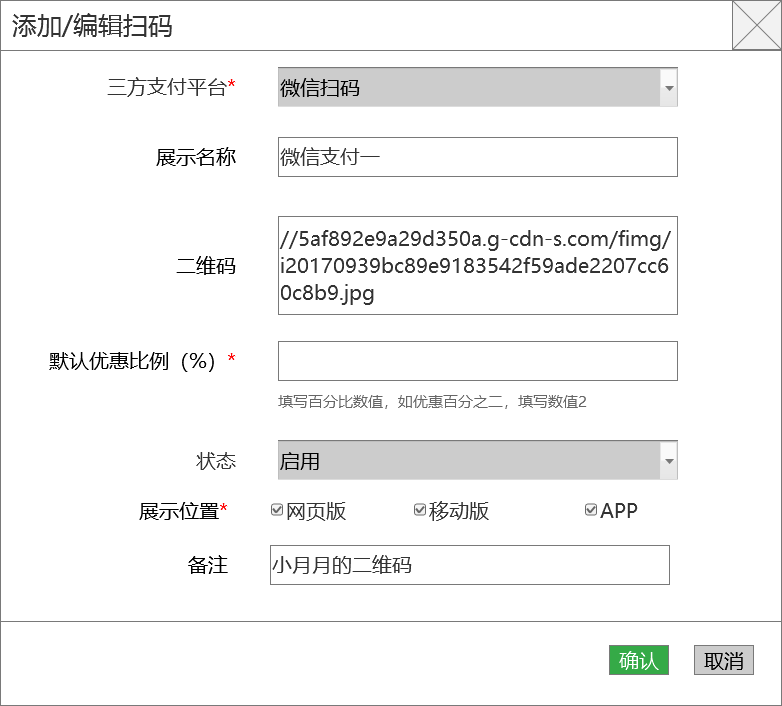 添加/编辑扫码
三方支付平台* 微信扫码
展示名称 微信支付一
二维码 //5af892e9a29d350a.g-cdn-s.com/fimg/
i20170939bc89e9183542f59ade2207cc6
0c8b9.jpg
默认优惠比例（%）*
填写百分比数值，如优惠百分之二，填写数值2
状态 启用
展示位置* 网页版 移动版 APP
备注 小月月的二维码
确认 取消